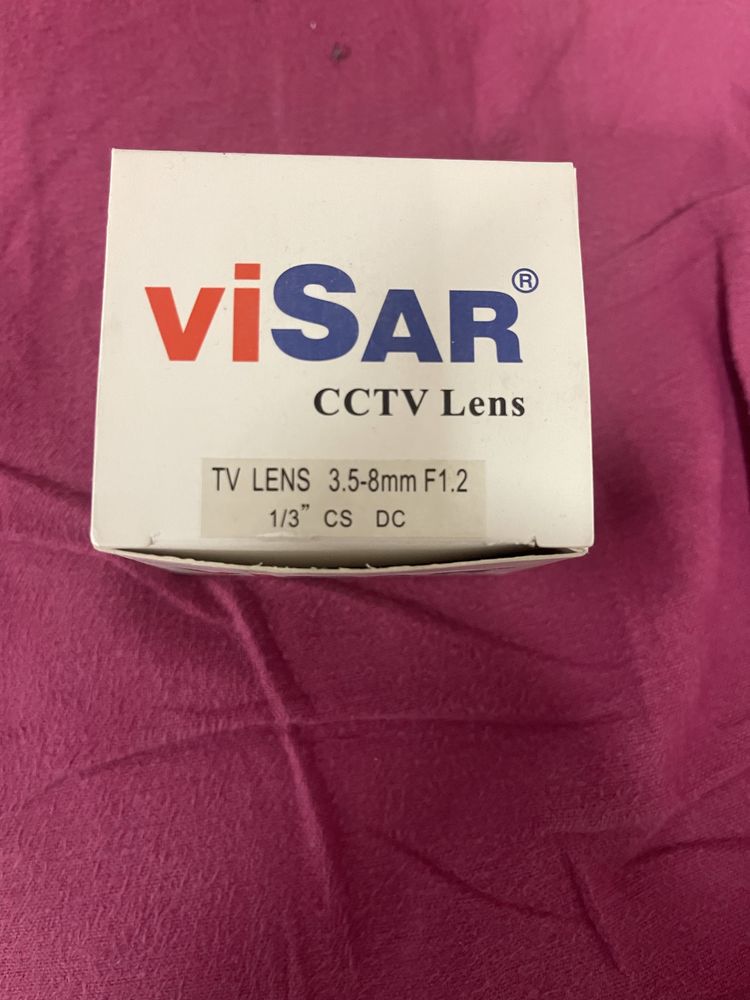 viSAR®
CCTV Lens
TV LENS 3.5-8mm F1.2
1/3" CS DC